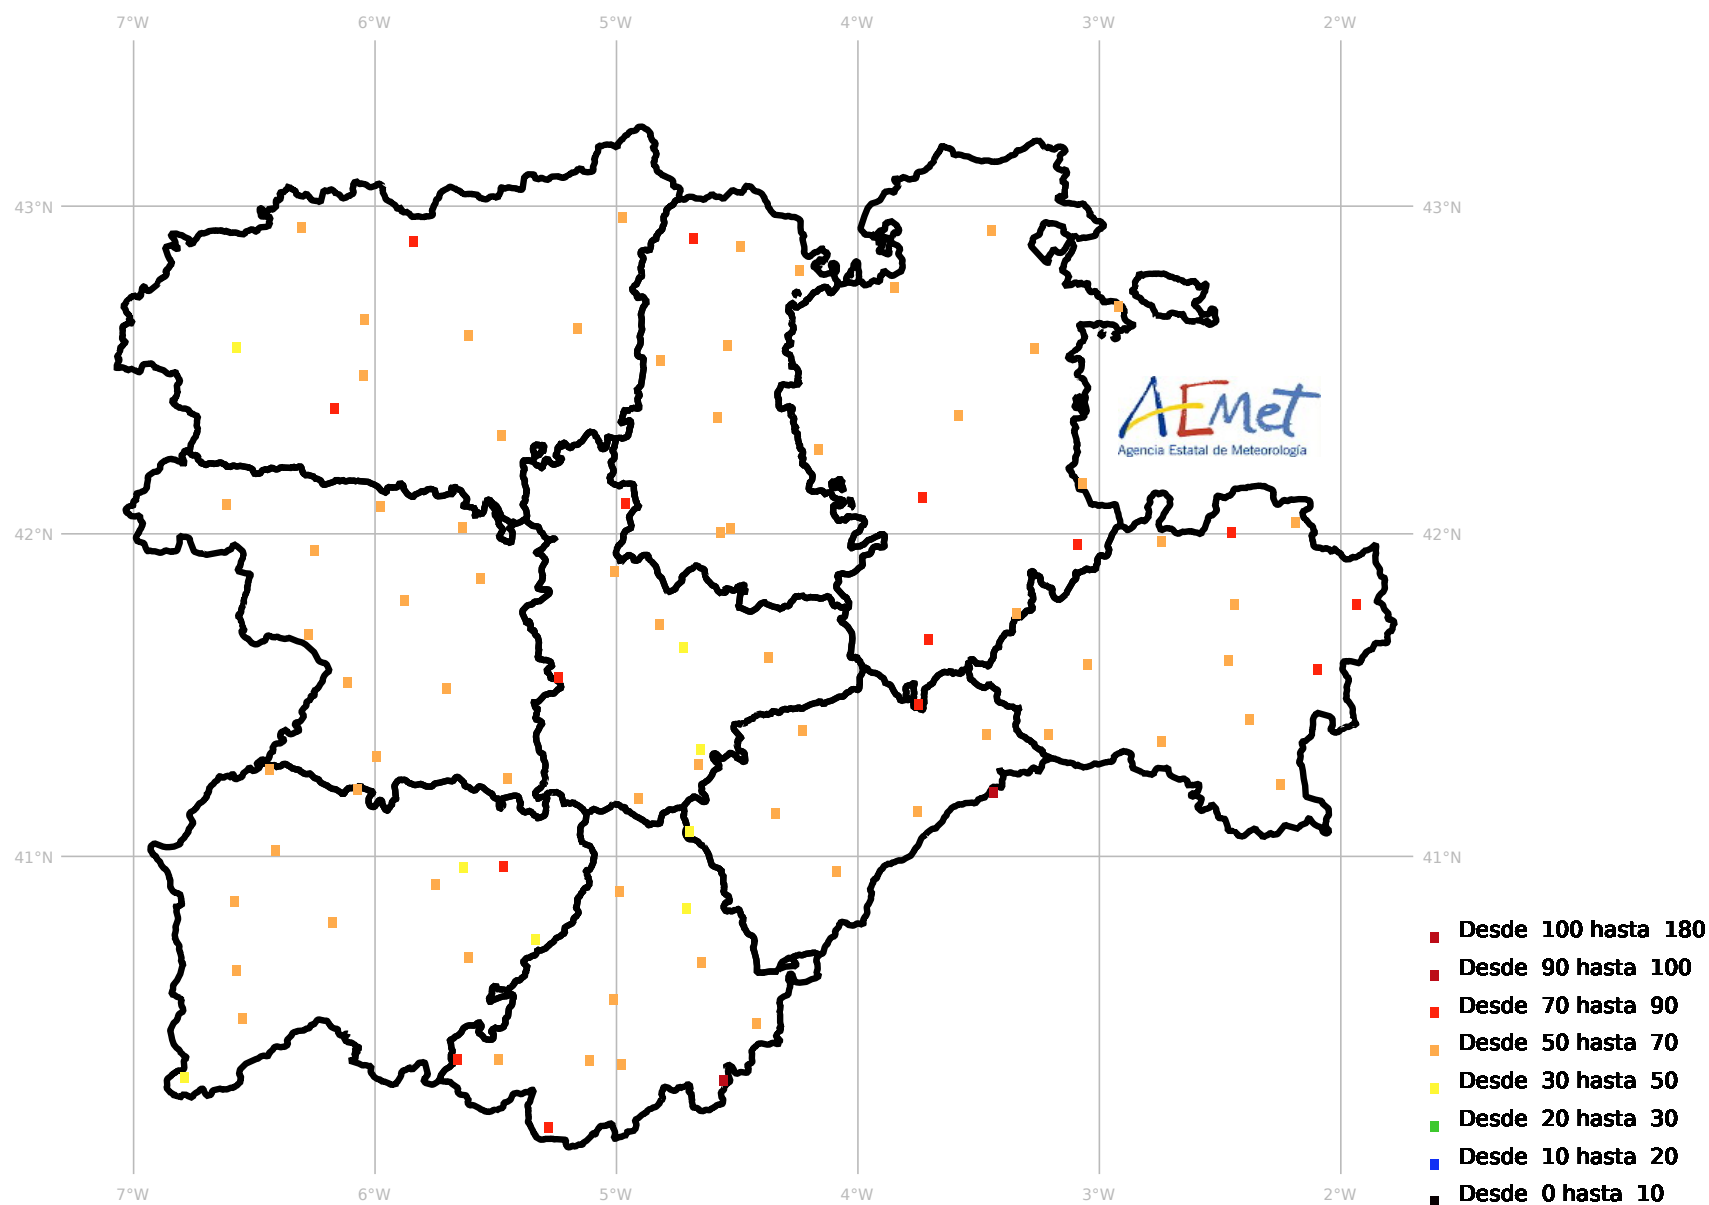 7°W 6°W 5°W 4°W 3°W 2°W
43°N 43°N
AEMet
Agencia Estatal de Meteorología
42°N 42°N
41°N 41°N
Desde 100 hasta 180
Desde 90 hasta 100
Desde 70 hasta 90
Desde 50 hasta 70
Desde 30 hasta 50
Desde 20 hasta 30
Desde 10 hasta 20
Desde 0 hasta 10
7°W 6°W 5°W 4°W 3°W 2°W